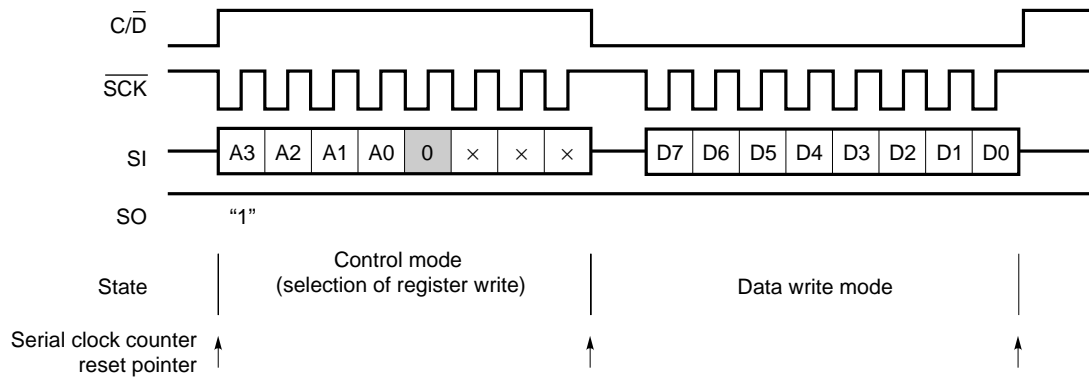 C/D̅
S̅C̅K̅
SI A3 A2 A1 A0 0 × × × D7 D6 D5 D4 D3 D2 D1 D0
SO “1”
State
Control mode
(selection of register write)
Data write mode
Serial clock counter
reset pointer